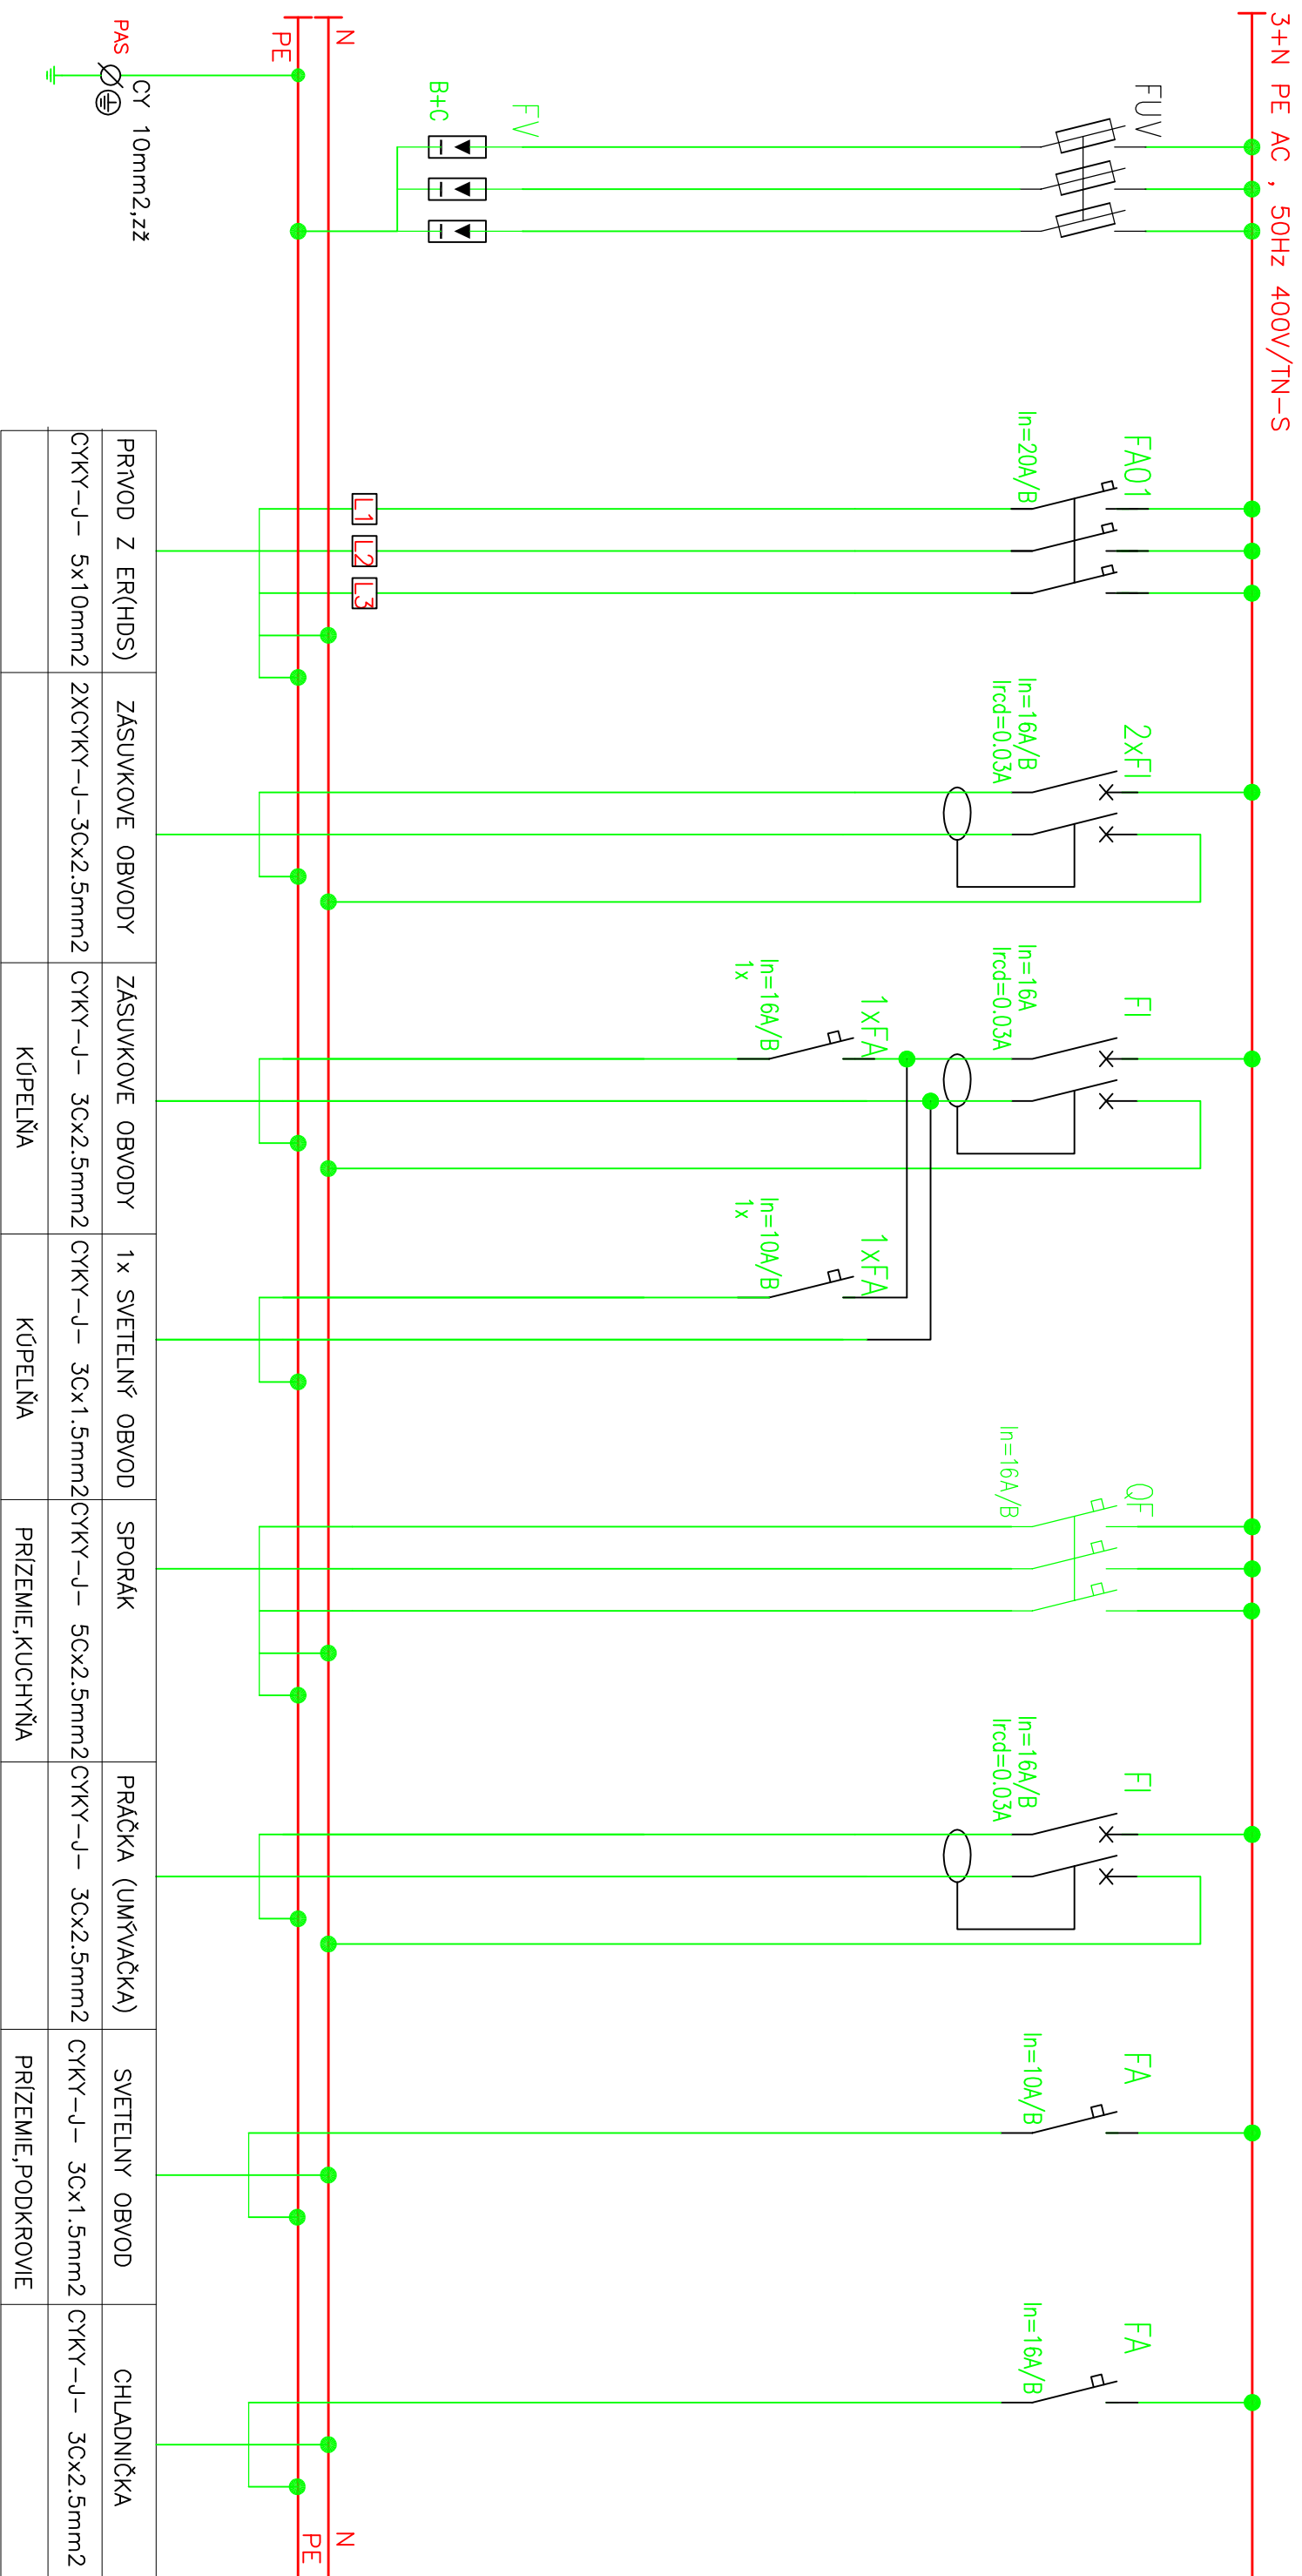 3+N PE AC , 50Hz 400V/TN-S
FUV
FV
B+C
N
PE
PAS
CY 10mm2,zž
FA01
In=20A/B
L1
L2
L3
2xFI
In=16A/B
Ircd=0.03A
FI
In=16A
Ircd=0.03A
1xFA
In=16A/B
1x
1xFA
In=10A/B
1x
QF
In=16A/B
FI
In=16A/B
Ircd=0.03A
FA
In=10A/B
FA
In=16A/B
N
PE
PRÍVOD Z ER(HDS)
CYKY-J- 5x10mm2
ZÁSUVKOVE OBVODY
2XCYKY-J-3Cx2.5mm2
ZÁSUVKOVE OBVODY
CYKY-J- 3Cx2.5mm2
KÚPELŇA
1x SVETELNÝ OBVOD
CYKY-J- 3Cx1.5mm2
KÚPELŇA
SPORÁK
CYKY-J- 5Cx2.5mm2
PRÍZEMIE,KUCHYŇA
PRÁČKA (UMÝVAČKA)
CYKY-J- 3Cx2.5mm2
SVETELNY OBVOD
CYKY-J- 3Cx1.5mm2
PRÍZEMIE,PODKROVIE
CHLADNIČKA
CYKY-J- 3Cx2.5mm2